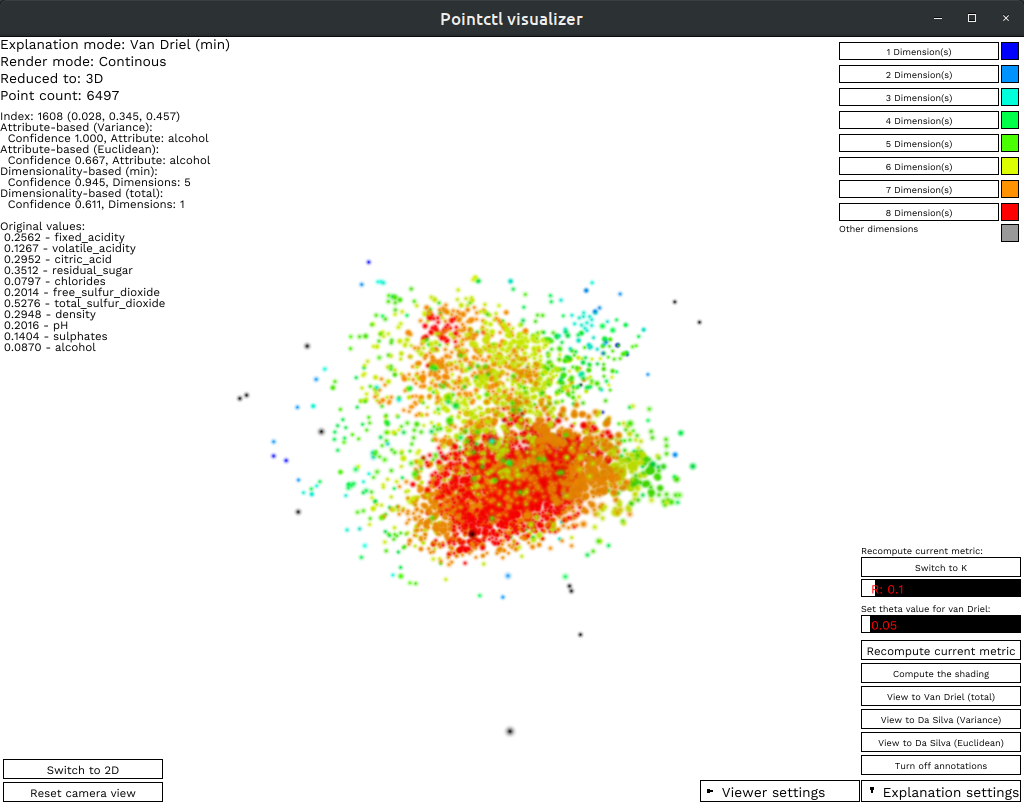 Pointctl visualizer
Explanation mode: Van Driel (min)
Render mode: Continous
Reduced to: 3D
Point count: 6497
Index: 1608 (0.028, 0.345, 0.457)
Attribute-based (Variance):
Confidence 1.000, Attribute: alcohol
Attribute-based (Euclidean):
Confidence 0.667, Attribute: alcohol
Dimensionality-based (min):
Confidence 0.945, Dimensions: 5
Dimensionality-based (total):
Confidence 0.611, Dimensions: 1
Original values:
0.2562 - fixed_acidity
0.1267 - volatile_acidity
0.2952 - citric_acid
0.3512 - residual_sugar
0.0797 - chlorides
0.2014 - free_sulfur_dioxide
0.5276 - total_sulfur_dioxide
0.2948 - density
0.2016 - pH
0.1404 - sulphates
0.0870 - alcohol
1 Dimension(s)
2 Dimension(s)
3 Dimension(s)
4 Dimension(s)
5 Dimension(s)
6 Dimension(s)
7 Dimension(s)
8 Dimension(s)
Other dimensions
Recompute current metric:
Switch to K
R: 0.1
Set theta value for van Driel:
0.05
Recompute current metric
Compute the shading
View to Van Driel (total)
View to Da Silva (Variance)
View to Da Silva (Euclidean)
Turn off annotations
Switch to 2D
Reset camera view
Viewer settings
Explanation settings